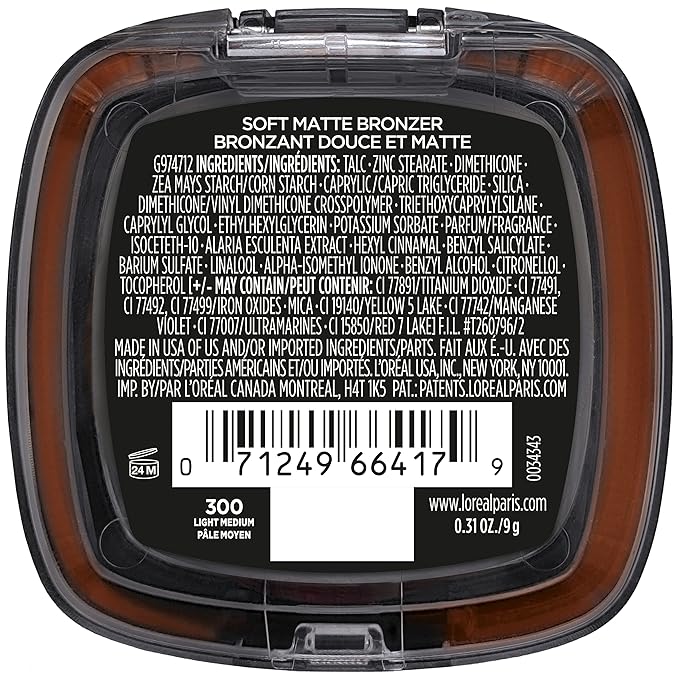 SOFT MATTE BRONZER
BRONZANT DOUCE ET MATTE
G974712 INGREDIENTS/INGRÉDIENTS: TALC • ZINC STEARATE • DIMETHICONE •
ZEA MAYS STARCH/CORN STARCH • CAPRYLIC/CAPRIC TRIGLYCERIDE • SILICA •
DIMETHICONE/VINYL DIMETHICONE CROSSPOLYMER • TRIETHOXYCAPRYLYLSILANE •
CAPRYLYL GLYCOL • ETHYLHEXYLGLYCERIN • POTASSIUM SORBATE • PARFUM/FRAGRANCE •
ISOCETETH-10 • ALARIA ESCULENTA EXTRACT • HEXYL CINNAMAL • BENZYL SALICYLATE •
BARIUM SULFATE • LINALOOL • ALPHA-ISOMETHYL IONONE • BENZYL ALCOHOL • CITRONELLOL •
TOCOPHEROL [+/– MAY CONTAIN/PEUT CONTENIR: CI 77891/TITANIUM DIOXIDE • CI 77491,
CI 77492, CI 77499/IRON OXIDES • MICA • CI 19140/YELLOW 5 LAKE • CI 77742/MANGANESE
VIOLET • CI 77007/ULTRAMARINES • CI 15850/RED 7 LAKE] F.I.L. #T260796/2
MADE IN USA OF US AND/OR IMPORTED INGREDIENTS/PARTS. FAIT AUX É.-U. AVEC DES
INGRÉDIENTS/PARTIES AMÉRICAINS ET/OU IMPORTÉS. L'ORÉAL USA, INC., NEW YORK, NY 10001.
IMP. BY/PAR L'ORÉAL CANADA MONTREAL, H4T 1K5 PAT.: PATENTS.LOREALPARIS.COM
24 M
0 71249 66417 9
0034343
300
LIGHT MEDIUM
PÂLE MOYEN
www.lorealparis.com
0.31 OZ./9 g